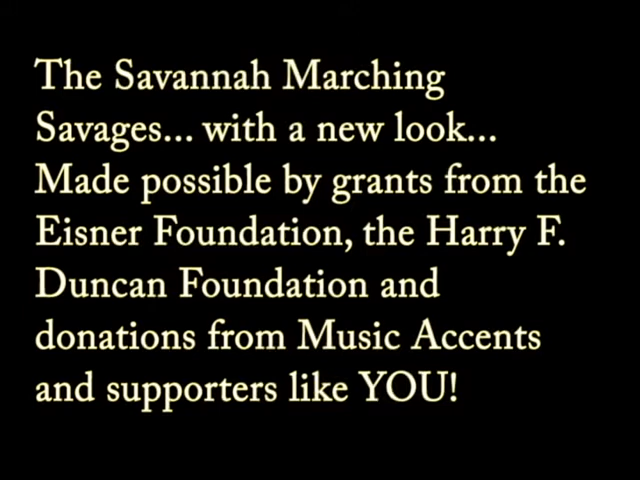 The Savannah Marching
Savages... with a new look...
Made possible by grants from the
Eisner Foundation, the Harry F.
Duncan Foundation and
donations from Music Accents
and supporters like YOU!